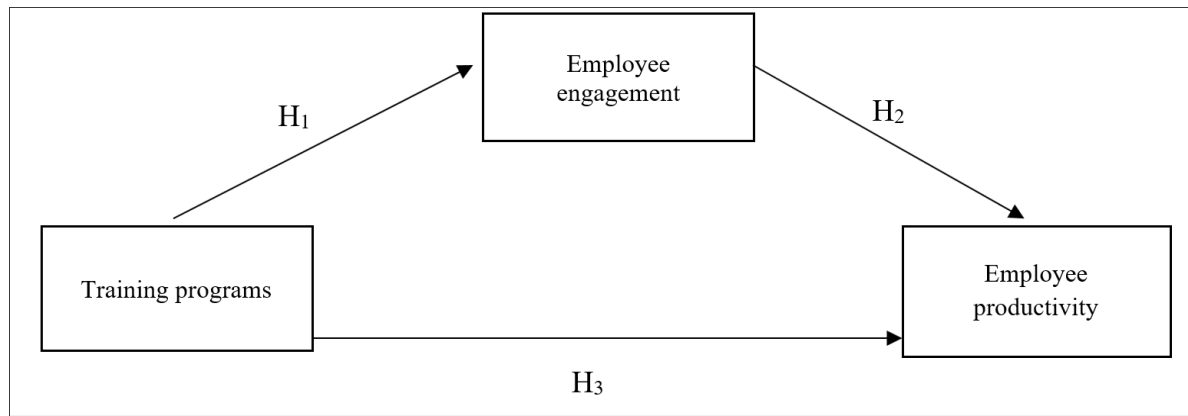 Employee
engagement
H₁
H₂
Training programs
Employee
productivity
H₃